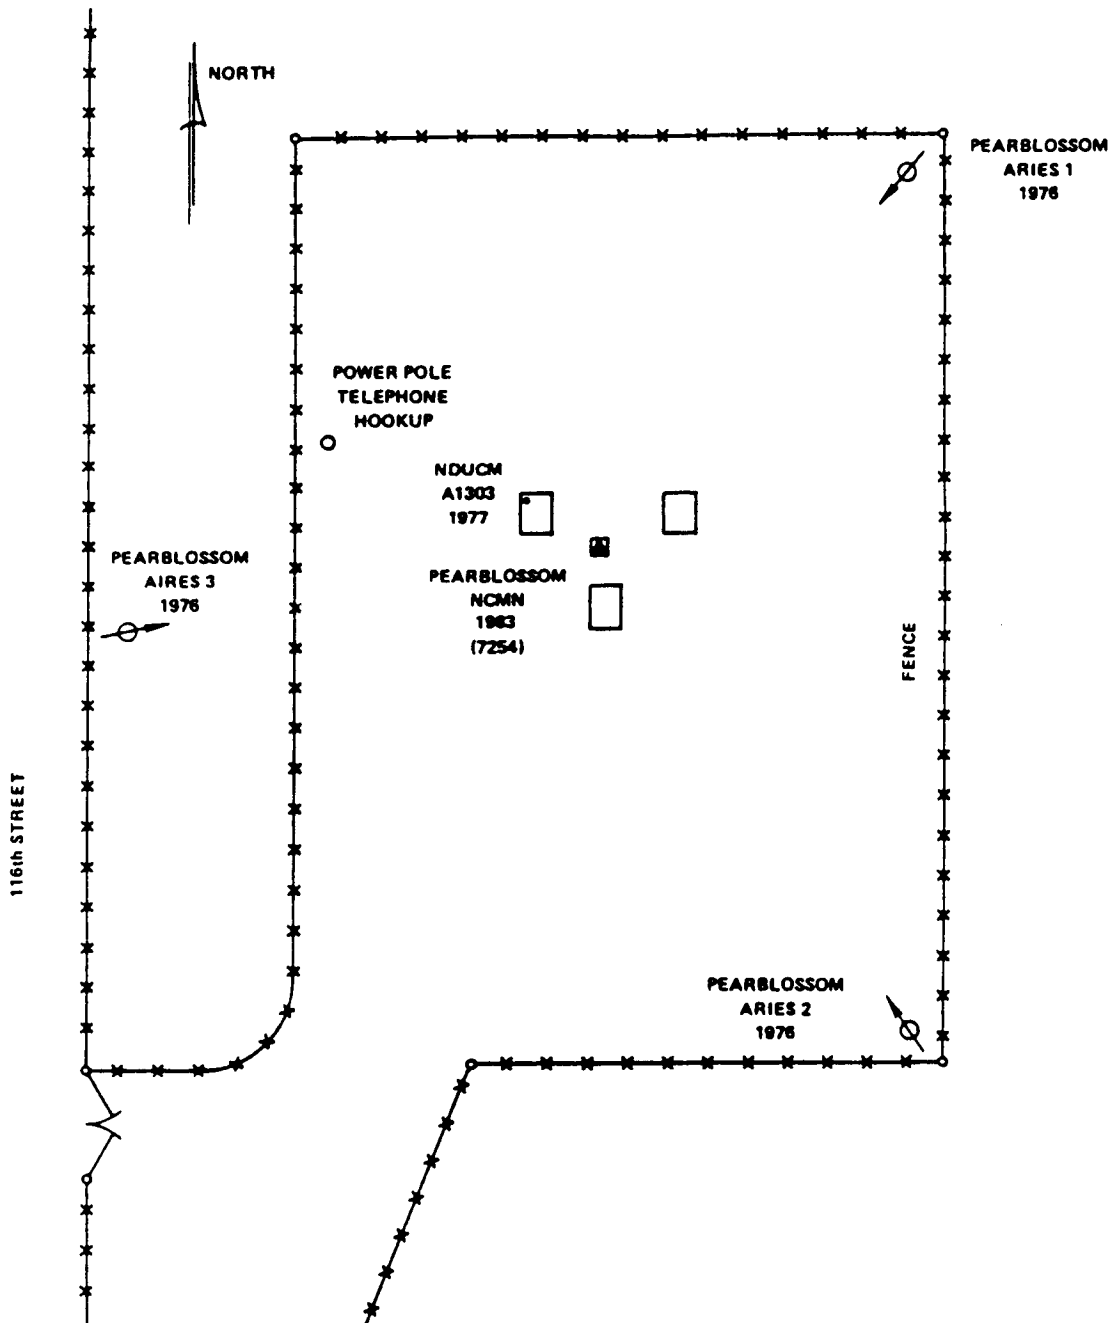 NORTH
PEARBLOSSOM
ARIES 1
1976
POWER POLE
TELEPHONE
HOOKUP
NDUCM
A1303
1977
PEARBLOSSOM
AIRES 3
1976
PEARBLOSSOM
NCMN
1983
(7254)
FENCE
116th STREET
PEARBLOSSOM
ARIES 2
1976